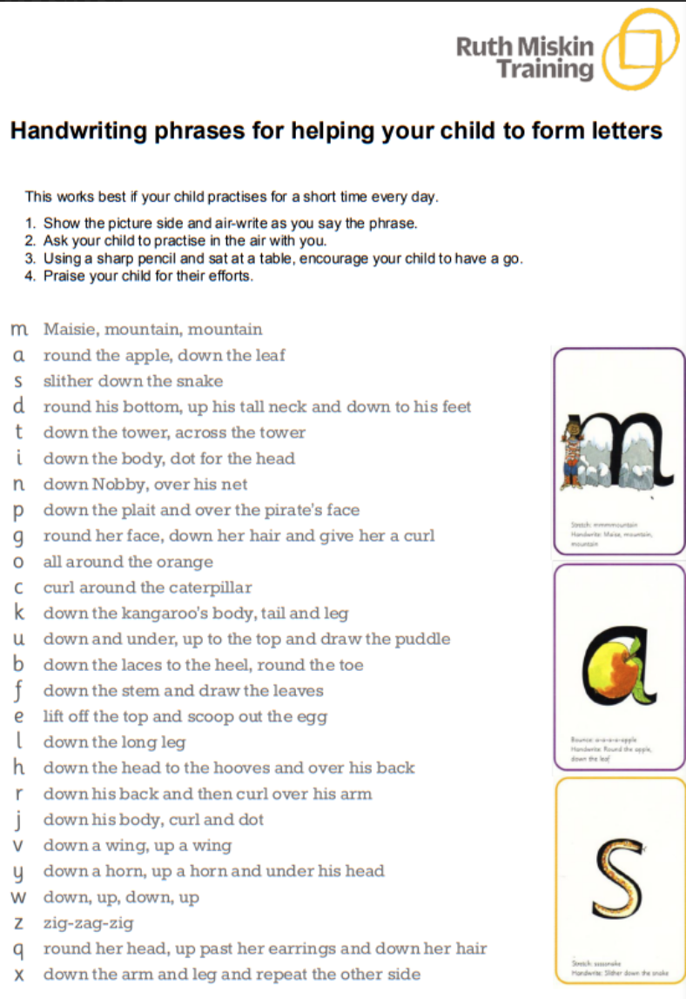 Ruth Miskin
Training
Handwriting phrases for helping your child to form letters
This works best if your child practises for a short time every day.
1. Show the picture side and air-write as you say the phrase.
2. Ask your child to practise in the air with you.
3. Using a sharp pencil and sat at a table, encourage your child to have a go.
4. Praise your child for their efforts.
m Maisie, mountain, mountain
a round the apple, down the leaf
s slither down the snake
d round his bottom, up his tall neck and down to his feet
t down the tower, across the tower
i down the body, dot for the head
n down Nobby, over his net
p down the plait and over the pirate's face
g round her face, down her hair and give her a curl
o all around the orange
c curl around the caterpillar
k down the kangaroo's body, tail and leg
u down and under, up to the top and draw the puddle
b down the laces to the heel, round the toe
f down the stem and draw the leaves
e lift off the top and scoop out the egg
l down the long leg
h down the head to the hooves and over his back
r down his back and then curl over his arm
j down his body, curl and dot
v down a wing, up a wing
y down a horn, up a horn and under his head
w down, up, down, up
z zig-zag-zig
q round her head, up past her earrings and down her hair
x down the arm and leg and repeat the other side
m
Stretch: mmmmountain
Handwrite: Maisie, mountain,
mountain
a
Bounce: a-a-a-a-apple
Handwrite: Round the apple,
down the leaf
s
Stretch: sssssnake
Handwrite: Slither down the snake